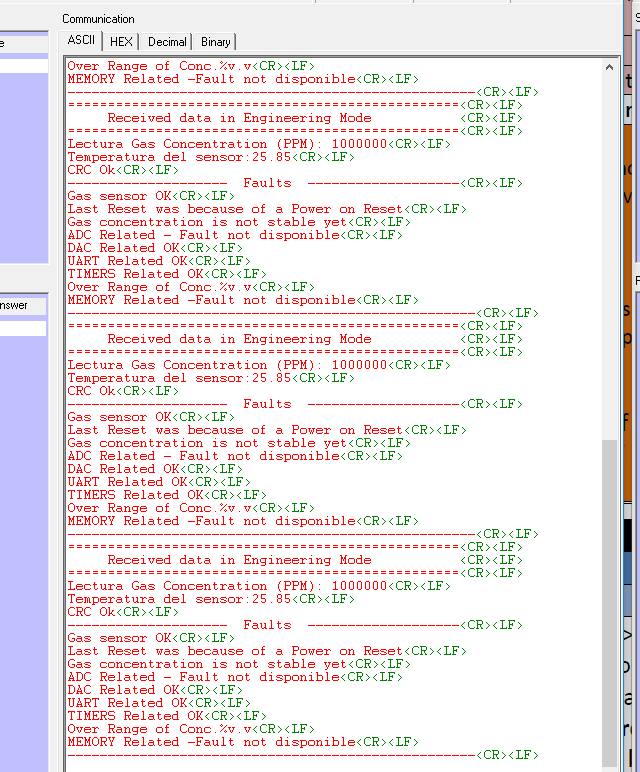 Communication
ASCII HEX Decimal Binary
Over Range of Conc.%v.v<CR><LF>
MEMORY Related -Fault not disponible<CR><LF>
---------------------------------------------------<CR><LF>
=================================================<CR><LF>
Received data in Engineering Mode <CR><LF>
=================================================<CR><LF>
Lectura Gas Concentration (PPM): 1000000<CR><LF>
Temperatura del sensor:25.85<CR><LF>
CRC Ok<CR><LF>
-------------------- Faults -------------------<CR><LF>
Gas sensor OK<CR><LF>
Last Reset was because of a Power on Reset<CR><LF>
Gas concentration is not stable yet<CR><LF>
ADC Related - Fault not disponible<CR><LF>
DAC Related OK<CR><LF>
UART Related OK<CR><LF>
TIMERS Related OK<CR><LF>
Over Range of Conc.%v.v<CR><LF>
MEMORY Related -Fault not disponible<CR><LF>
---------------------------------------------------<CR><LF>
=================================================<CR><LF>
Received data in Engineering Mode <CR><LF>
=================================================<CR><LF>
Lectura Gas Concentration (PPM): 1000000<CR><LF>
Temperatura del sensor:25.85<CR><LF>
CRC Ok<CR><LF>
-------------------- Faults -------------------<CR><LF>
Gas sensor OK<CR><LF>
Last Reset was because of a Power on Reset<CR><LF>
Gas concentration is not stable yet<CR><LF>
ADC Related - Fault not disponible<CR><LF>
DAC Related OK<CR><LF>
UART Related OK<CR><LF>
TIMERS Related OK<CR><LF>
Over Range of Conc.%v.v<CR><LF>
MEMORY Related -Fault not disponible<CR><LF>
---------------------------------------------------<CR><LF>
=================================================<CR><LF>
Received data in Engineering Mode <CR><LF>
=================================================<CR><LF>
Lectura Gas Concentration (PPM): 1000000<CR><LF>
Temperatura del sensor:25.85<CR><LF>
CRC Ok<CR><LF>
-------------------- Faults -------------------<CR><LF>
Gas sensor OK<CR><LF>
Last Reset was because of a Power on Reset<CR><LF>
Gas concentration is not stable yet<CR><LF>
ADC Related - Fault not disponible<CR><LF>
DAC Related OK<CR><LF>
UART Related OK<CR><LF>
TIMERS Related OK<CR><LF>
Over Range of Conc.%v.v<CR><LF>
MEMORY Related -Fault not disponible<CR><LF>
---------------------------------------------------<CR><LF>